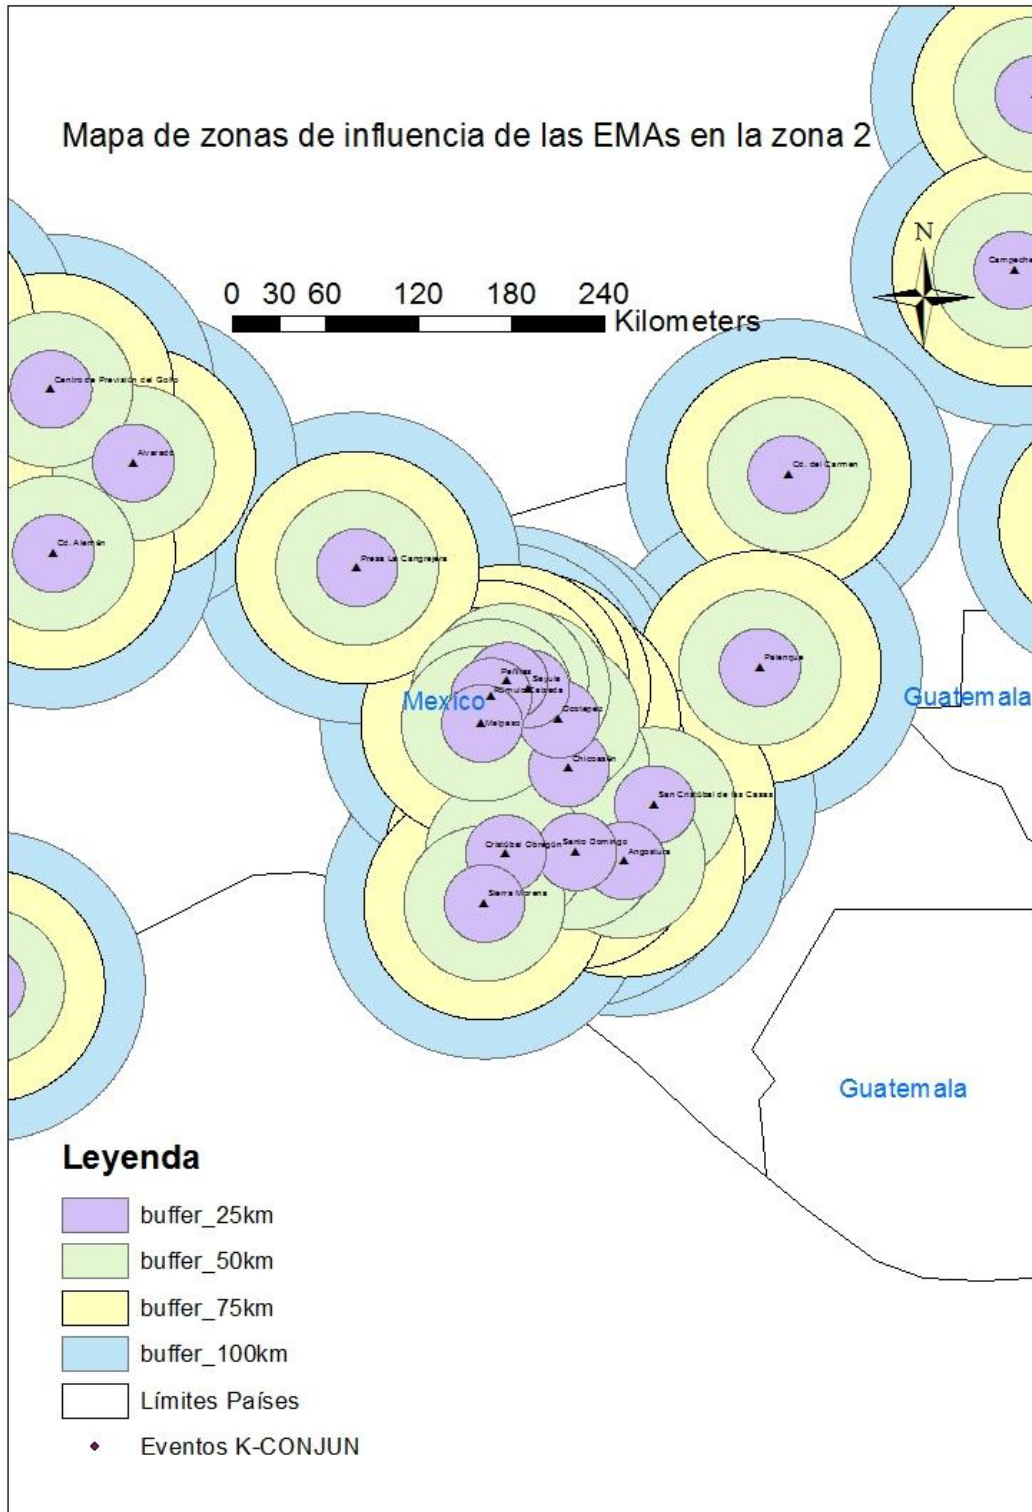 Mapa de zonas de influencia de las EMAs en la zona 2
N
Campeche
0 30 60 120 180 240
Kilometers
Centro de Previsión del Golfo
Alvarado
Cd. del Carmen
Cd. Alemán
Presa La Cangrejera
Palenque
Peñitas
Sayula
Mexico
Guatemala
Ocotepec
Malpaso
Chicoasén
San Cristóbal de las Casas
Cristóbal Obregón
Santo Domingo
Angostura
Sierra Morena
Guatemala
Leyenda
buffer_25km
buffer_50km
buffer_75km
buffer_100km
Límites Países
Eventos K-CONJUN